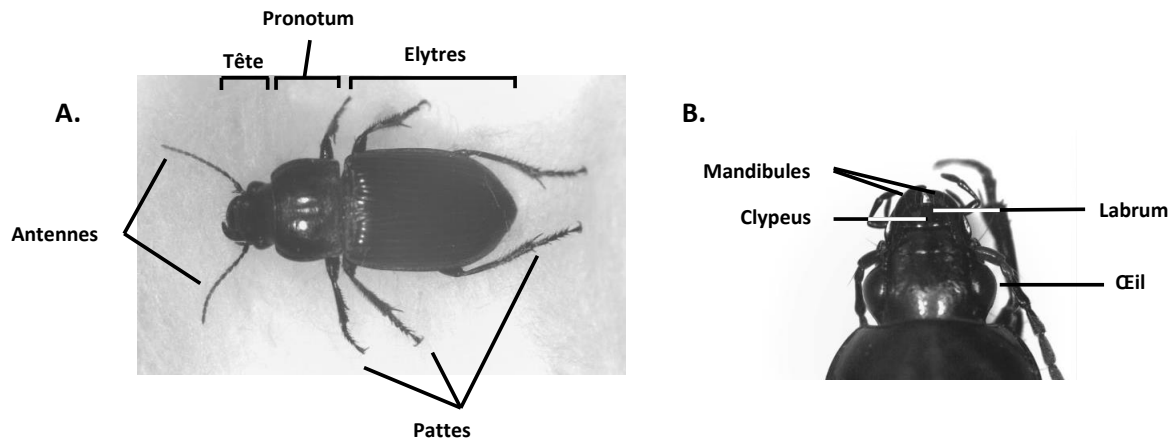 Pronotum
Tête
Elytres
A.
Antennes
Pattes
B.
Mandibules
Clypeus
Labrum
Œil